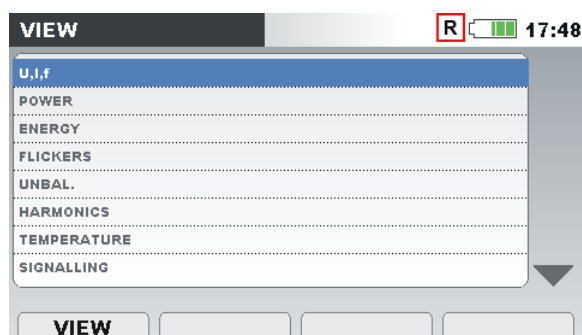 VIEW R 17:48
U,I,f
POWER
ENERGY
FLICKERS
UNBAL.
HARMONICS
TEMPERATURE
SIGNALLING
VIEW